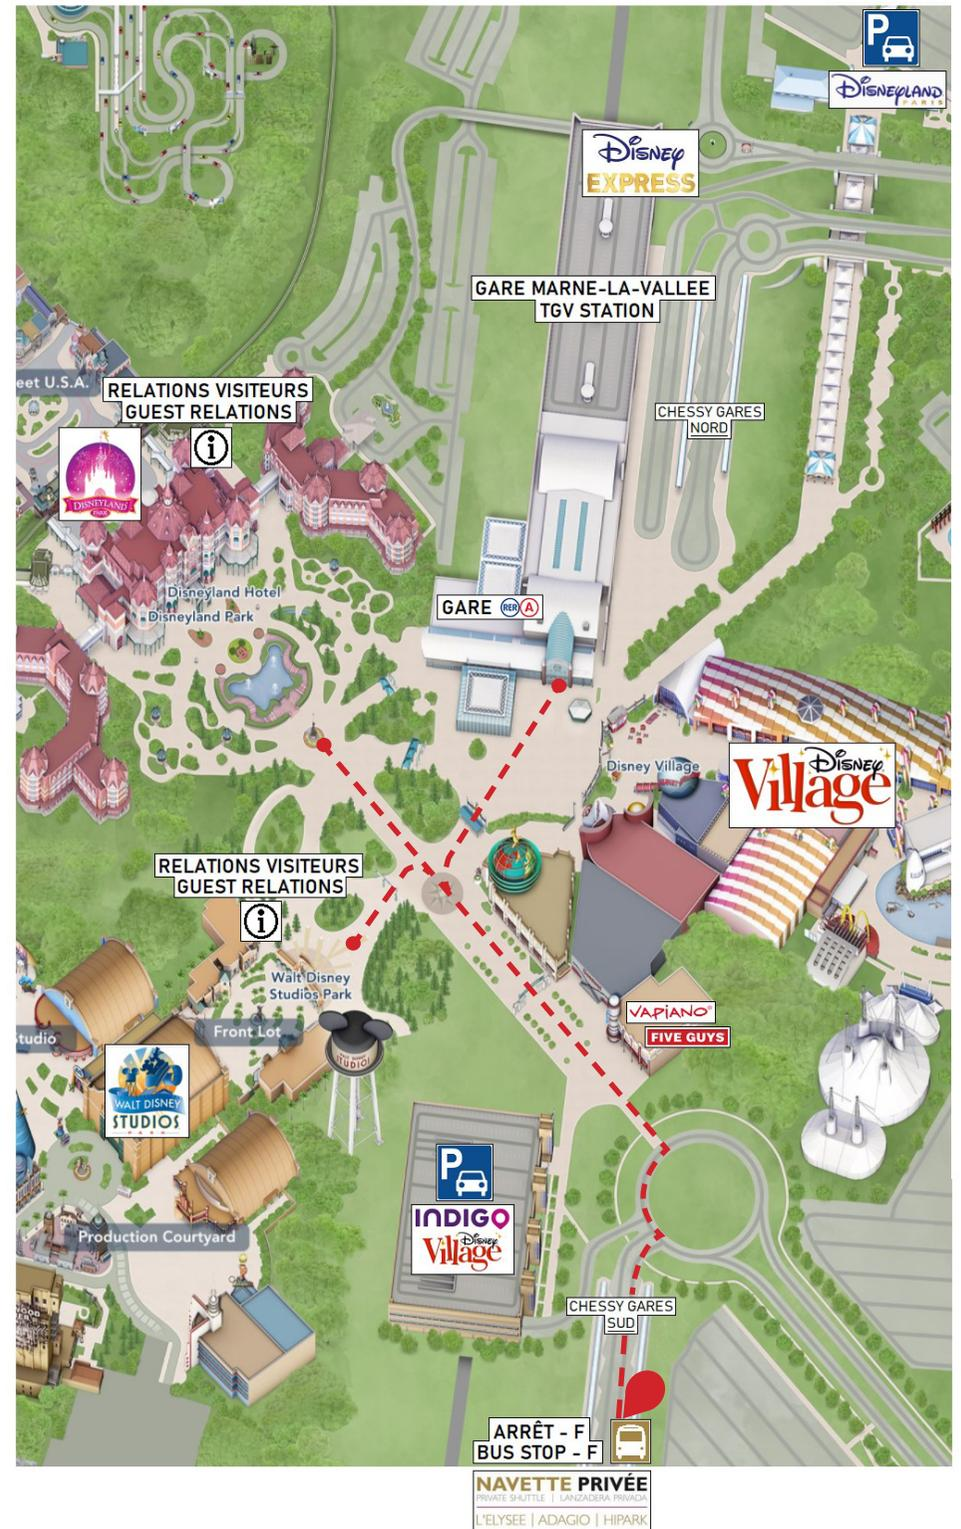 P
Disneyland
PARIS
Disney
EXPRESS
GARE MARNE-LA-VALLEE
TGV STATION
eet U.S.A.
RELATIONS VISITEURS
GUEST RELATIONS
i
CHESSY GARES
NORD
DISNEYLAND
PARK
Disneyland Hotel
Disneyland Park
GARE RER A
Disney Village
Disney
Village
RELATIONS VISITEURS
GUEST RELATIONS
i
Walt Disney
Studios Park
Front Lot
Studio
VAPIANO®
FIVE GUYS
WALT DISNEY
STUDIOS
PARK
P
INDIGO
Disney
Village
Production Courtyard
CHESSY GARES
SUD
ARRÊT - F
BUS STOP - F
NAVETTE PRIVÉE
PRIVATE SHUTTLE | LANZADERA PRIVADA
L'ELYSEE | ADAGIO | HIPARK